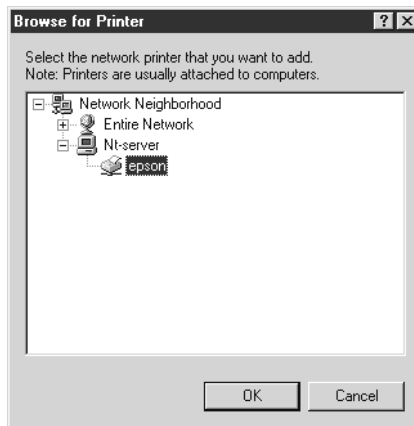 Browse for Printer
Select the network printer that you want to add.
Note: Printers are usually attached to computers.
Network Neighborhood
Entire Network
Nt-server
epson
OK Cancel